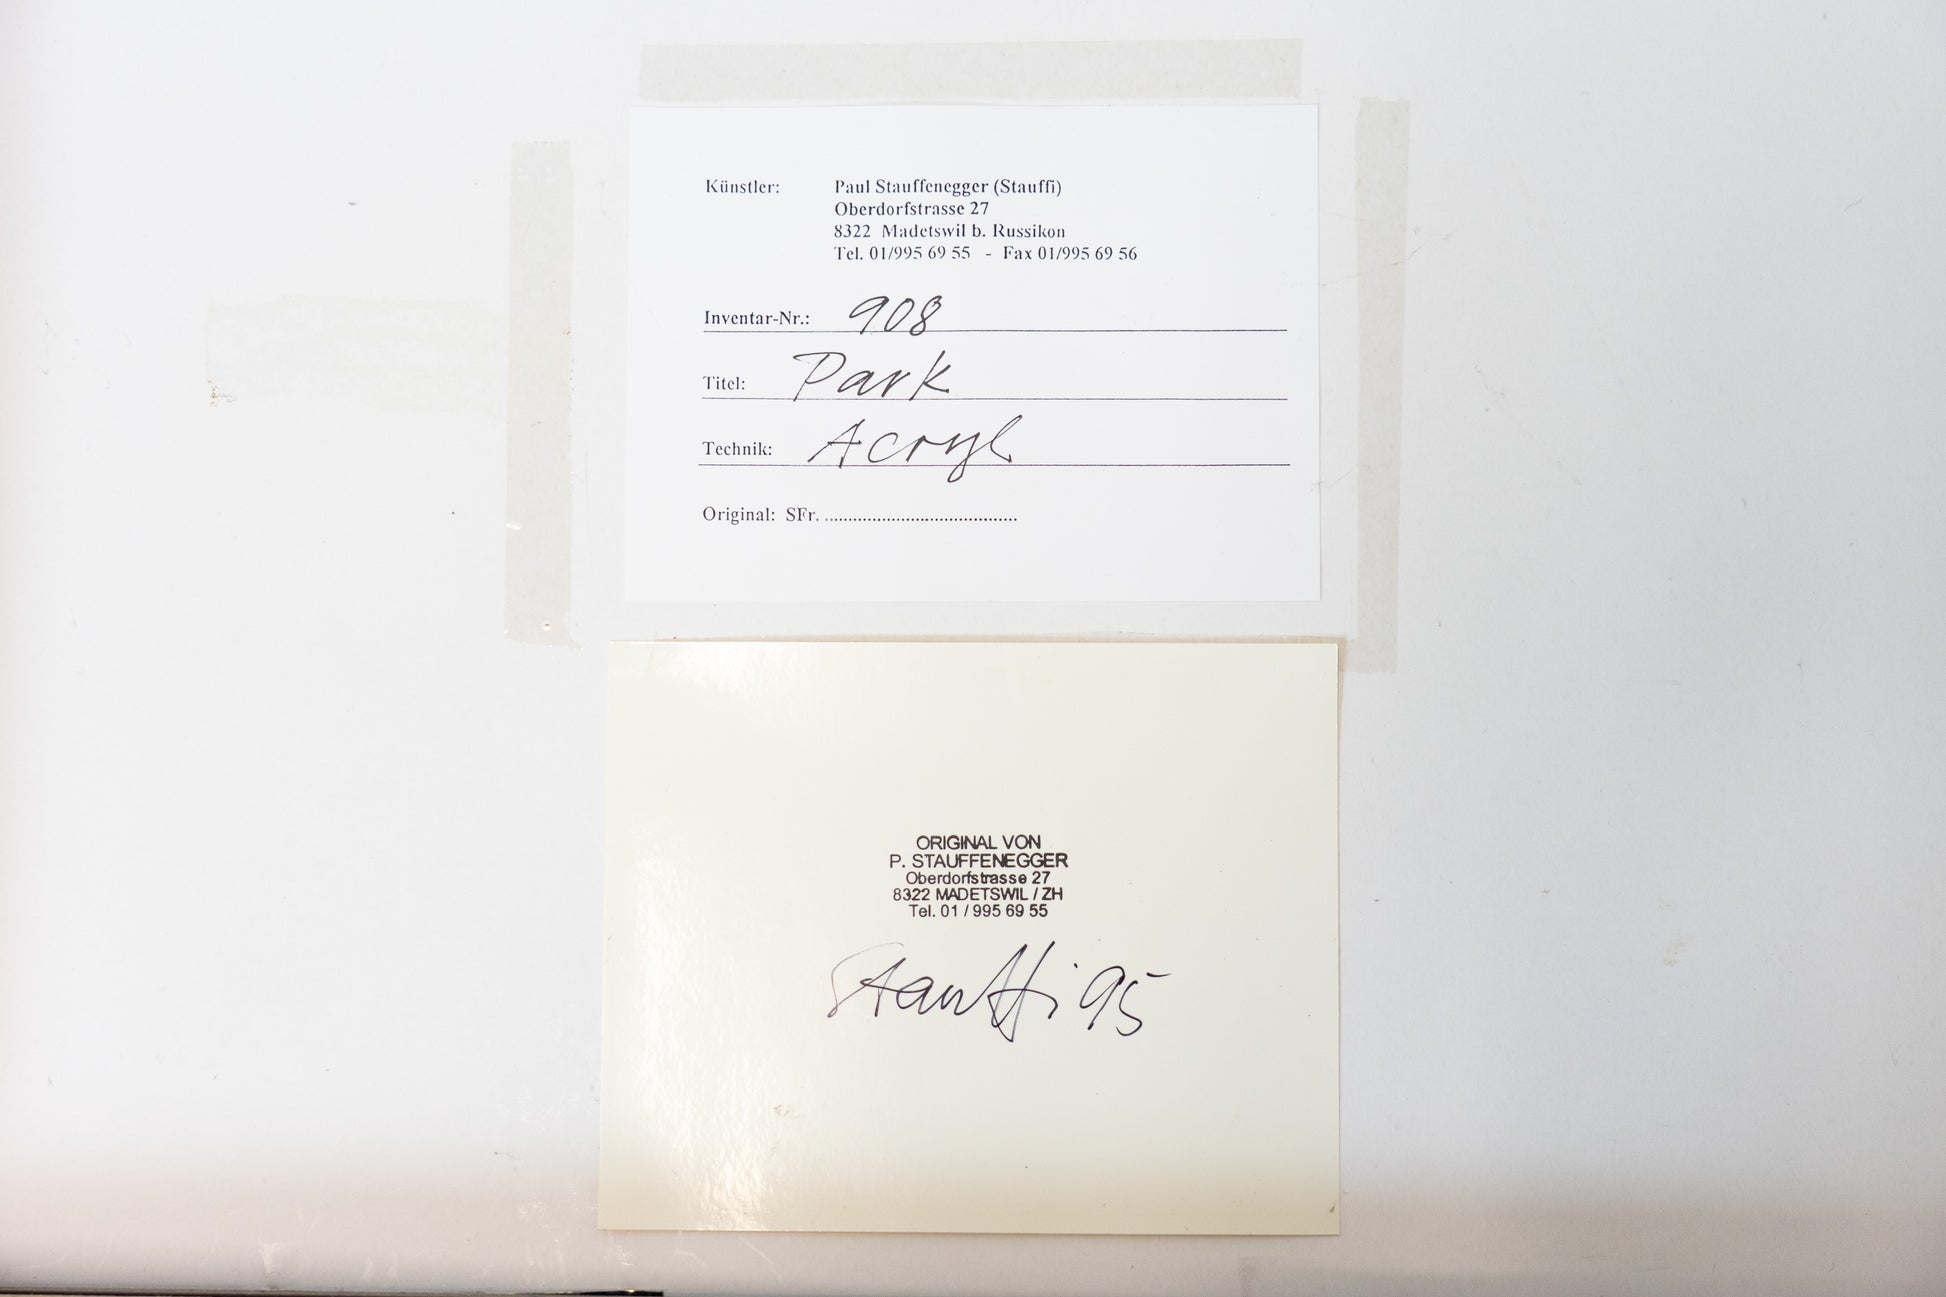 Künstler: Paul Stauffenegger (Stauffi)
Oberdorfstrasse 27
8322 Madetswil b. Russikon
Tel. 01/995 69 55 - Fax 01/995 69 56
Inventar-Nr.: 908
Titel: Park
Technik: Acryl
Original: SFr. ........................................
ORIGINAL VON
P. STAUFFENEGGER
Oberdorfstrasse 27
8322 MADETSWIL / ZH
Tel. 01 / 995 69 55
Stauffi 95